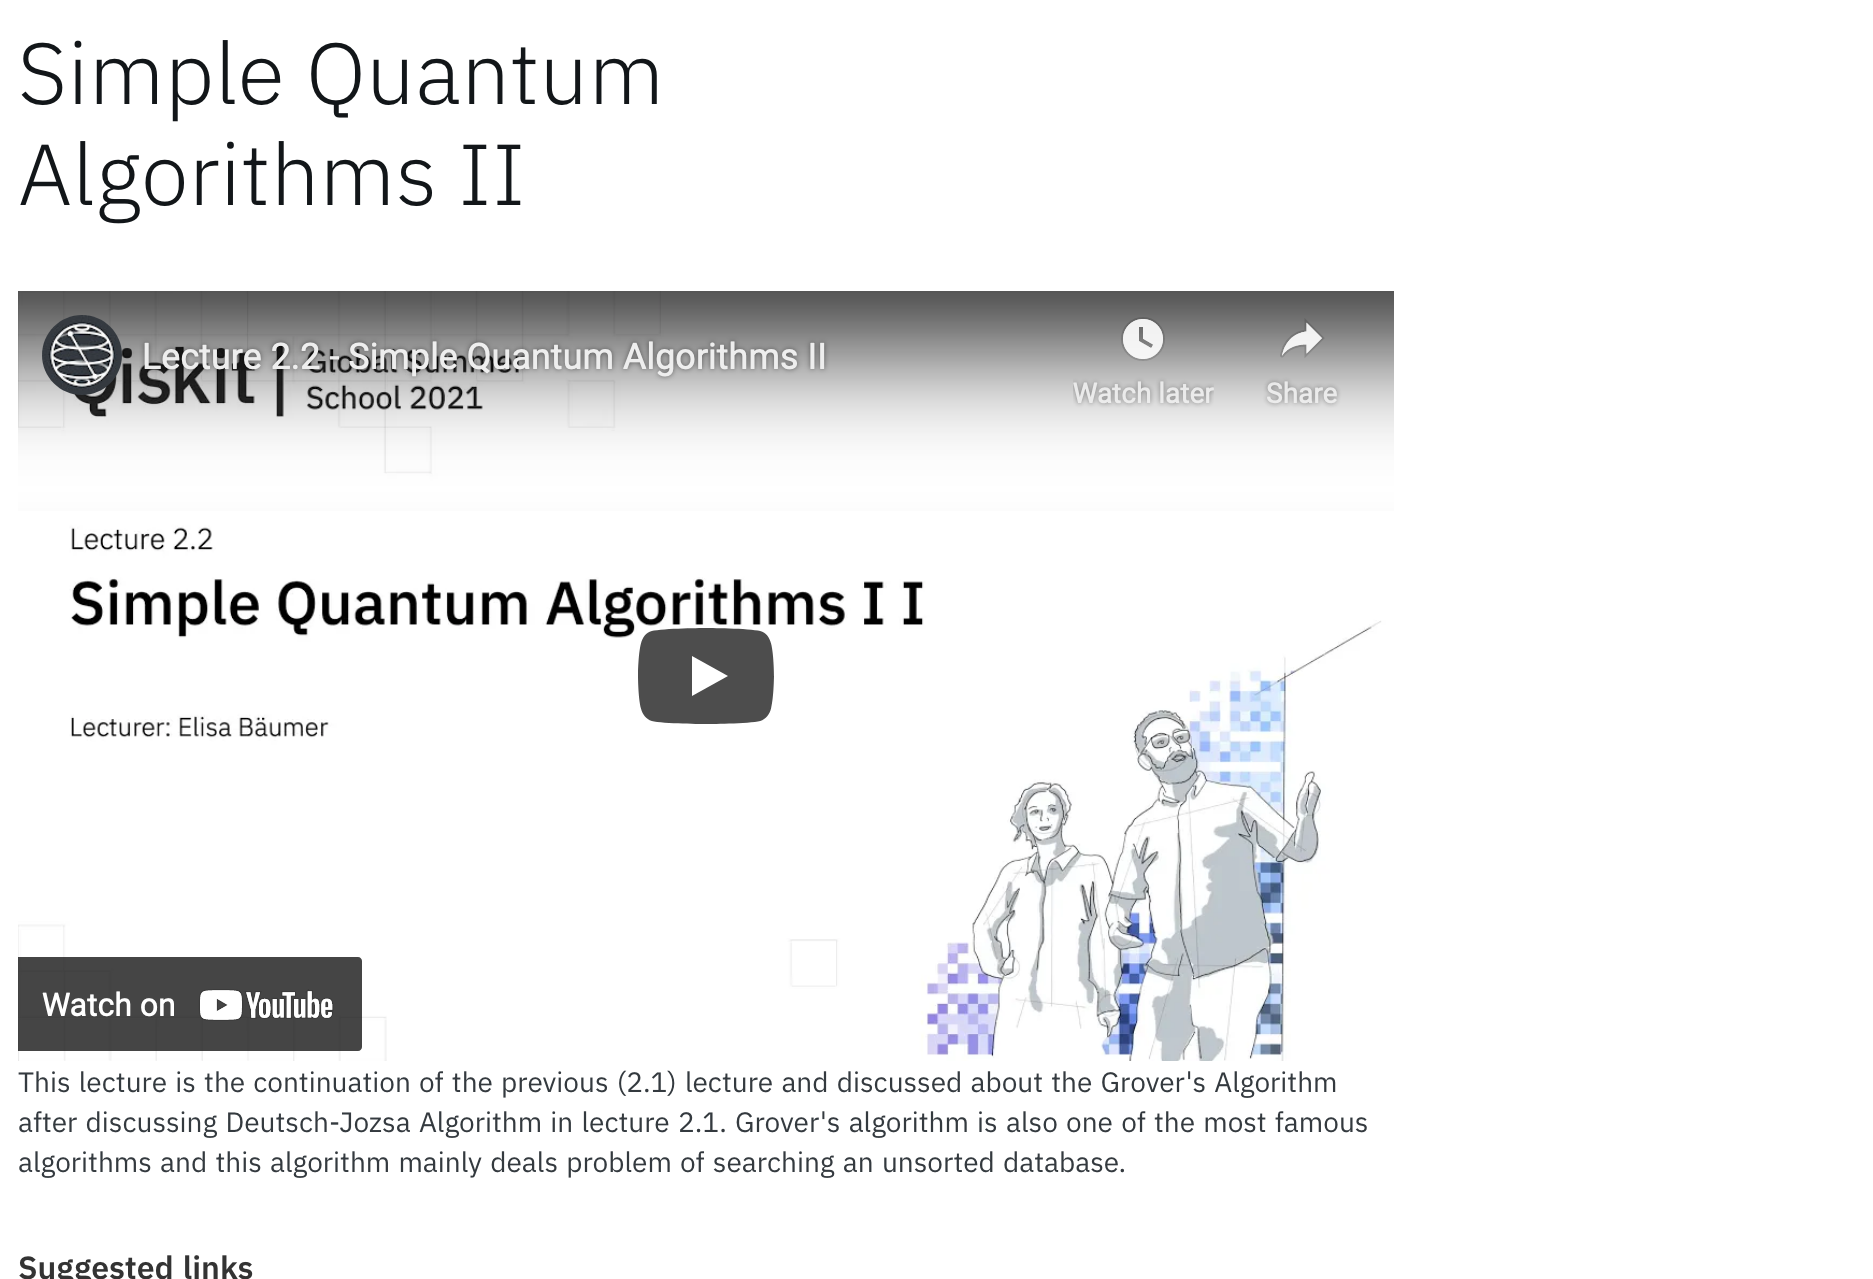 Simple Quantum
Algorithms II
Lecture 2.2 - Simple Quantum Algorithms II
Watch later
Share
Qiskit | Global Summer
School 2021
Lecture 2.2
Simple Quantum Algorithms I I
Lecturer: Elisa Bäumer
Watch on YouTube
This lecture is the continuation of the previous (2.1) lecture and discussed about the Grover's Algorithm
after discussing Deutsch-Jozsa Algorithm in lecture 2.1. Grover's algorithm is also one of the most famous
algorithms and this algorithm mainly deals problem of searching an unsorted database.
Suggested links